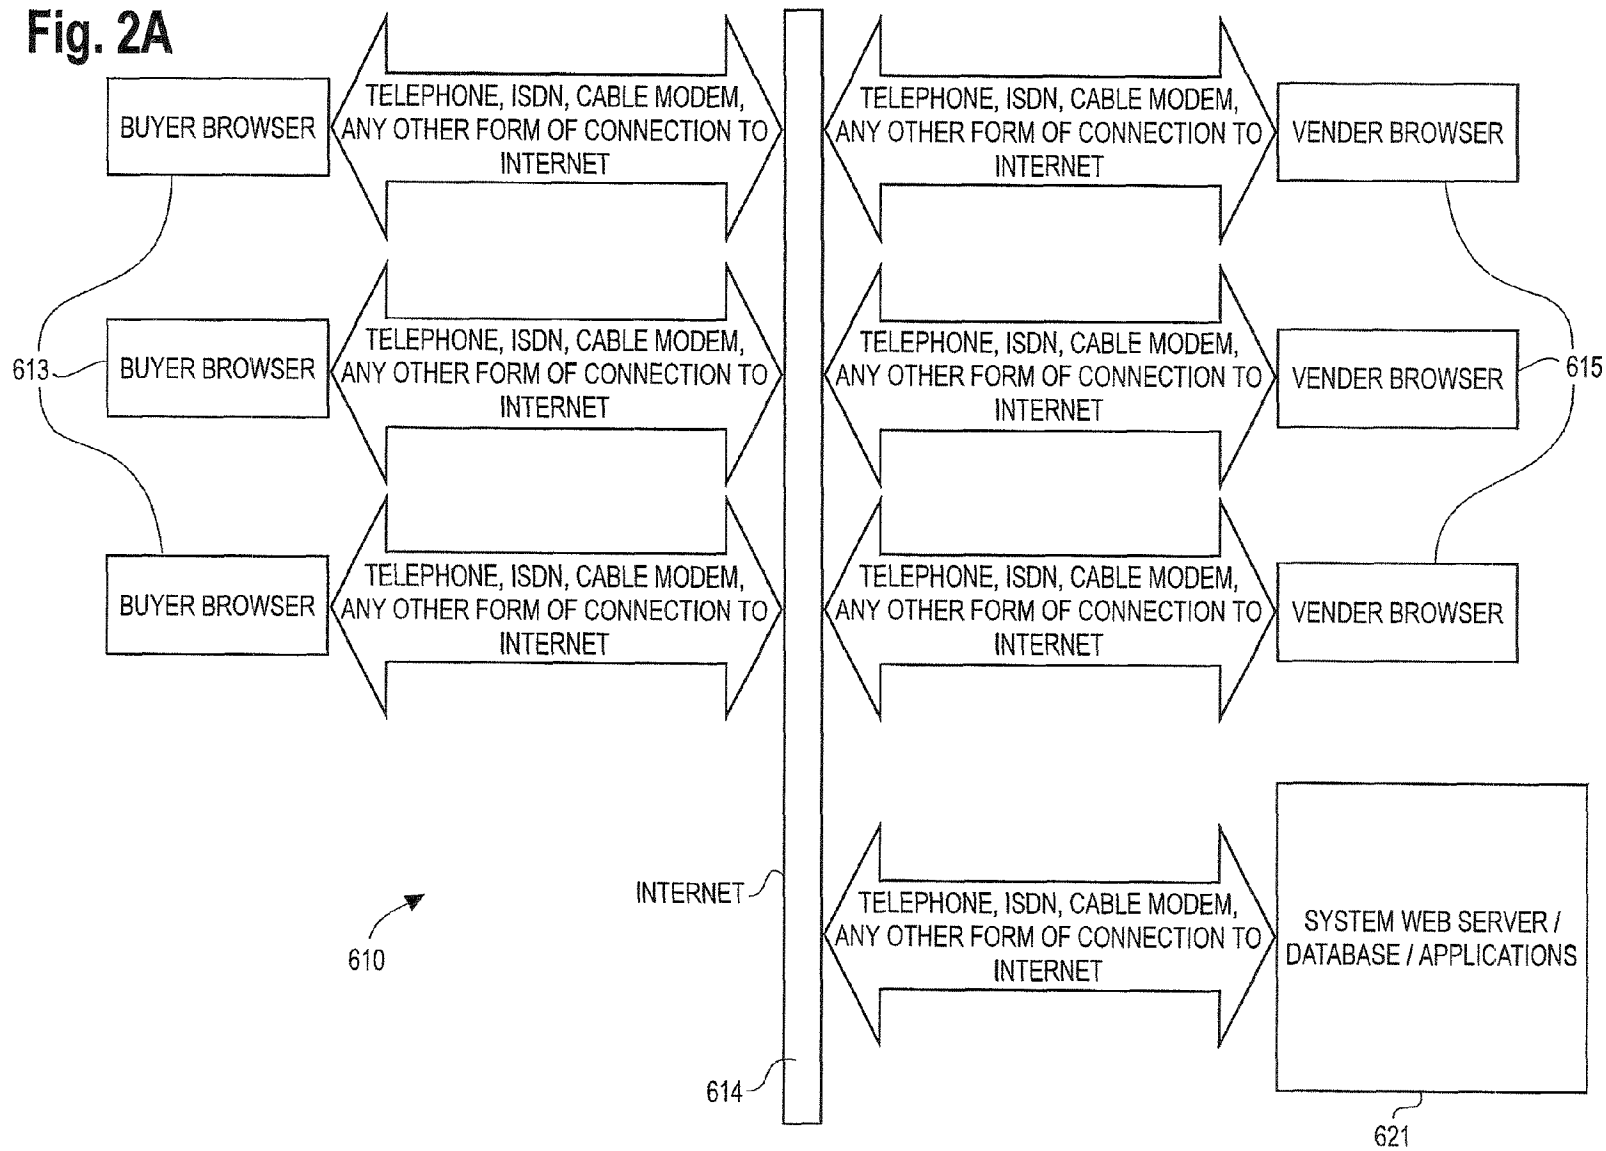 Fig. 2A
BUYER BROWSER
TELEPHONE, ISDN, CABLE MODEM,
ANY OTHER FORM OF CONNECTION TO
INTERNET
TELEPHONE, ISDN, CABLE MODEM,
ANY OTHER FORM OF CONNECTION TO
INTERNET
VENDER BROWSER
613
BUYER BROWSER
TELEPHONE, ISDN, CABLE MODEM,
ANY OTHER FORM OF CONNECTION TO
INTERNET
TELEPHONE, ISDN, CABLE MODEM,
ANY OTHER FORM OF CONNECTION TO
INTERNET
VENDER BROWSER
615
BUYER BROWSER
TELEPHONE, ISDN, CABLE MODEM,
ANY OTHER FORM OF CONNECTION TO
INTERNET
TELEPHONE, ISDN, CABLE MODEM,
ANY OTHER FORM OF CONNECTION TO
INTERNET
VENDER BROWSER
610
INTERNET
TELEPHONE, ISDN, CABLE MODEM,
ANY OTHER FORM OF CONNECTION TO
INTERNET
SYSTEM WEB SERVER /
DATABASE / APPLICATIONS
614
621